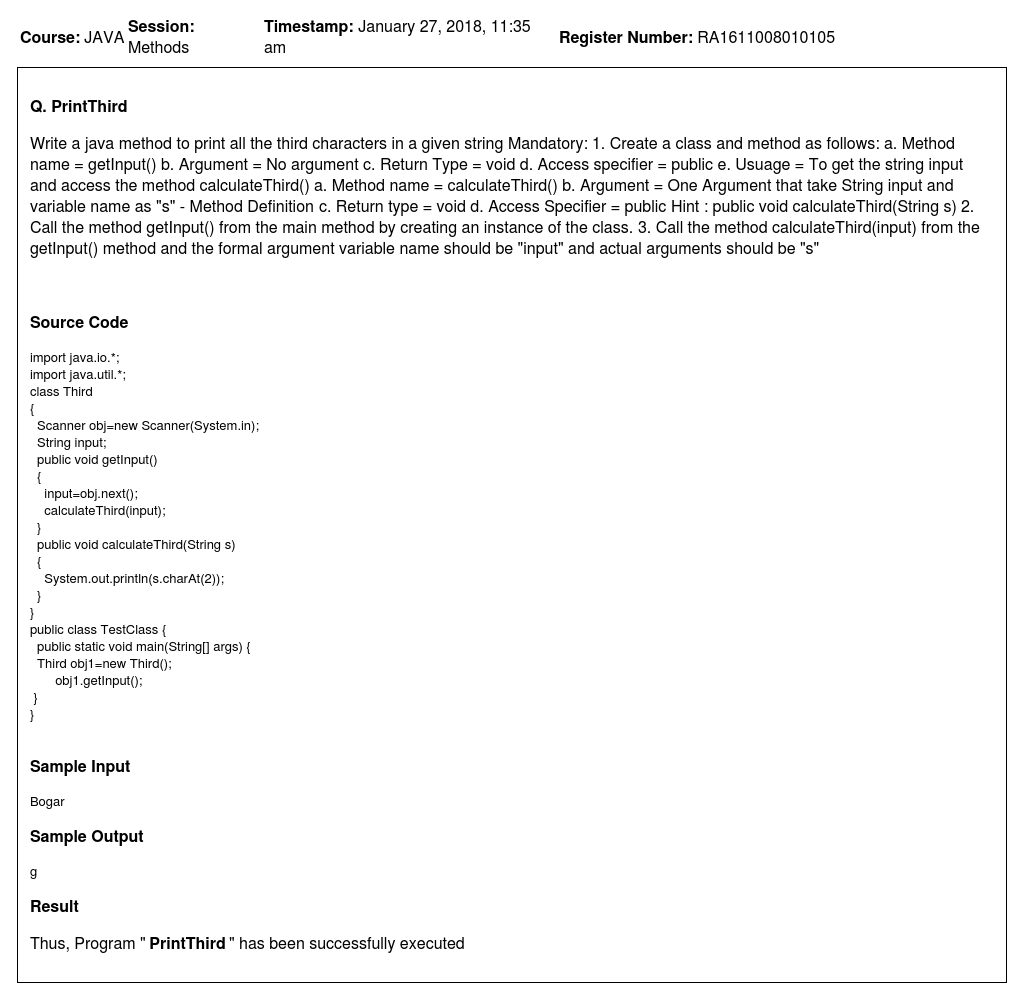 Course: JAVA Session: Methods Timestamp: January 27, 2018, 11:35 am Register Number: RA1611008010105
Q. PrintThird
Write a java method to print all the third characters in a given string Mandatory: 1. Create a class and method as follows: a. Method
name = getInput() b. Argument = No argument c. Return Type = void d. Access specifier = public e. Usuage = To get the string input
and access the method calculateThird() a. Method name = calculateThird() b. Argument = One Argument that take String input and
variable name as "s" - Method Definition c. Return type = void d. Access Specifier = public Hint : public void calculateThird(String s) 2.
Call the method getInput() from the main method by creating an instance of the class. 3. Call the method calculateThird(input) from the
getInput() method and the formal argument variable name should be "input" and actual arguments should be "s"
Source Code
import java.io.*;
import java.util.*;
class Third
{
Scanner obj=new Scanner(System.in);
String input;
public void getInput()
{
input=obj.next();
calculateThird(input);
}
public void calculateThird(String s)
{
System.out.println(s.charAt(2));
}
}
public class TestClass {
public static void main(String[] args) {
Third obj1=new Third();
obj1.getInput();
}
}
Sample Input
Bogar
Sample Output
g
Result
Thus, Program " PrintThird " has been successfully executed